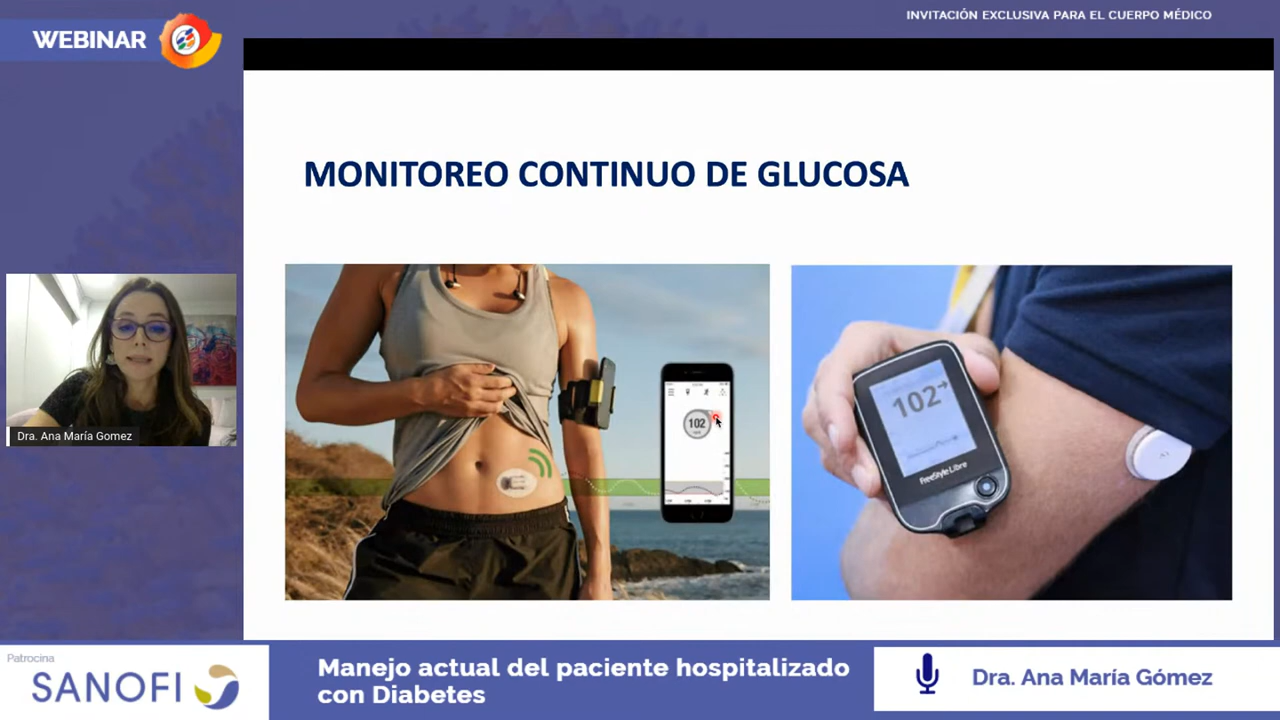 INVITACIÓN EXCLUSIVA PARA EL CUERPO MÉDICO
WEBINAR
MONITOREO CONTINUO DE GLUCOSA
102
102→
FreeStyle Libre
Dra. Ana María Gomez
Patrocina
SANOFI
Manejo actual del paciente hospitalizado
con Diabetes
Dra. Ana María Gómez